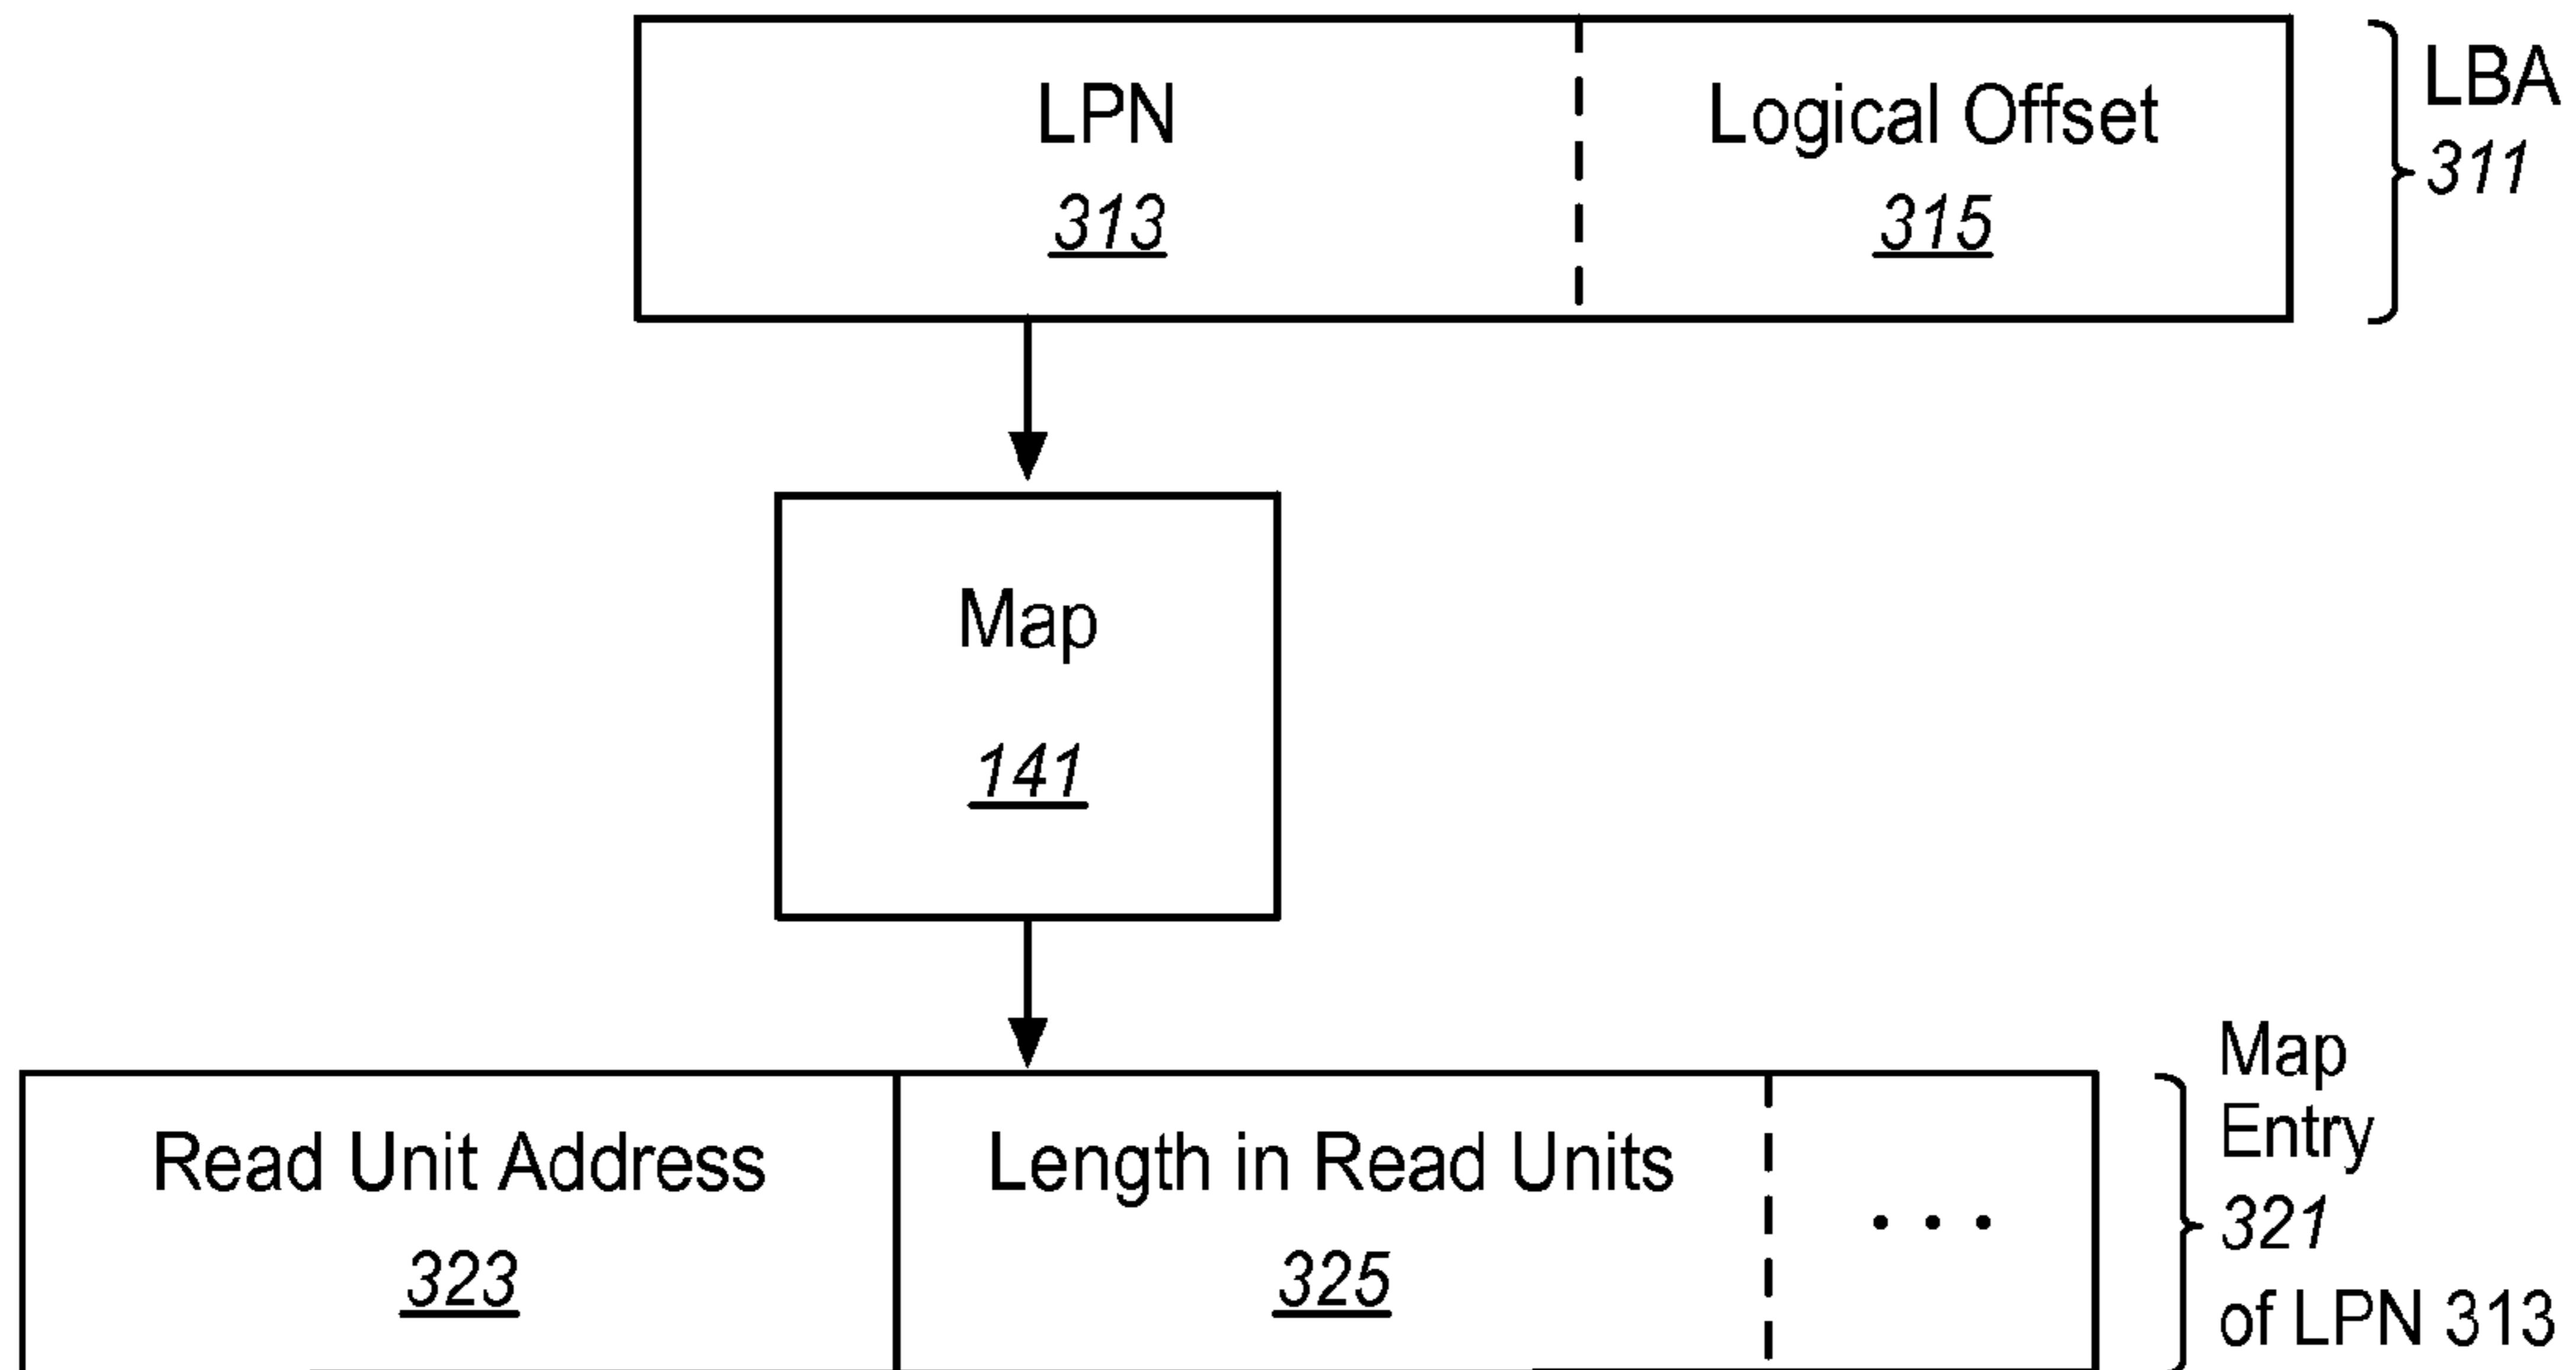 LPN
313
Logical Offset
315
LBA
311
Map
141
Read Unit Address
323
Length in Read Units
325
...
Map
Entry
321
of LPN 313